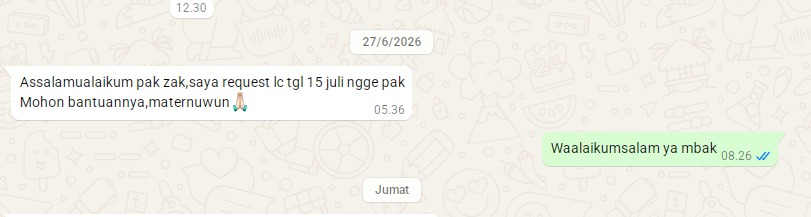 12.30
27/6/2026
Assalamualaikum pak zak,saya request lc tgl 15 juli ngge pak
Mohon bantuannya,maternuwun🙏🏻
05.36
Waalaikumsalam ya mbak
08.26
Jumat